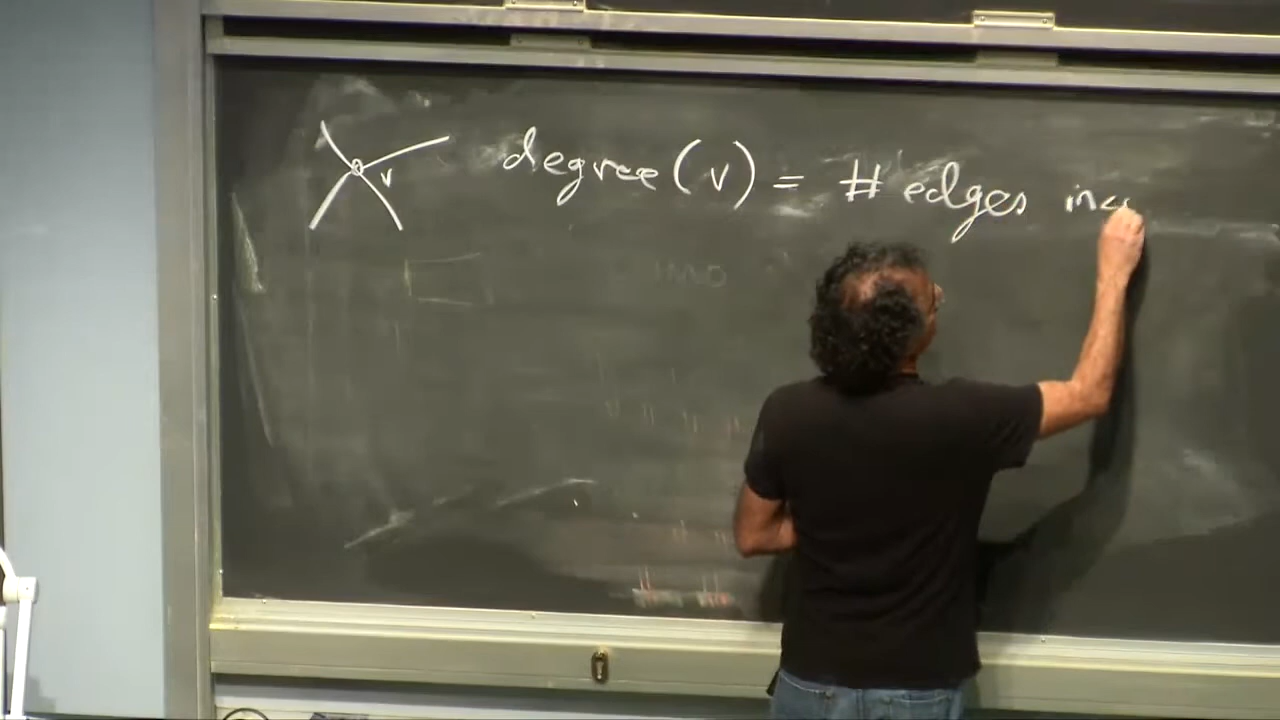 v degree(v) = # edges inc